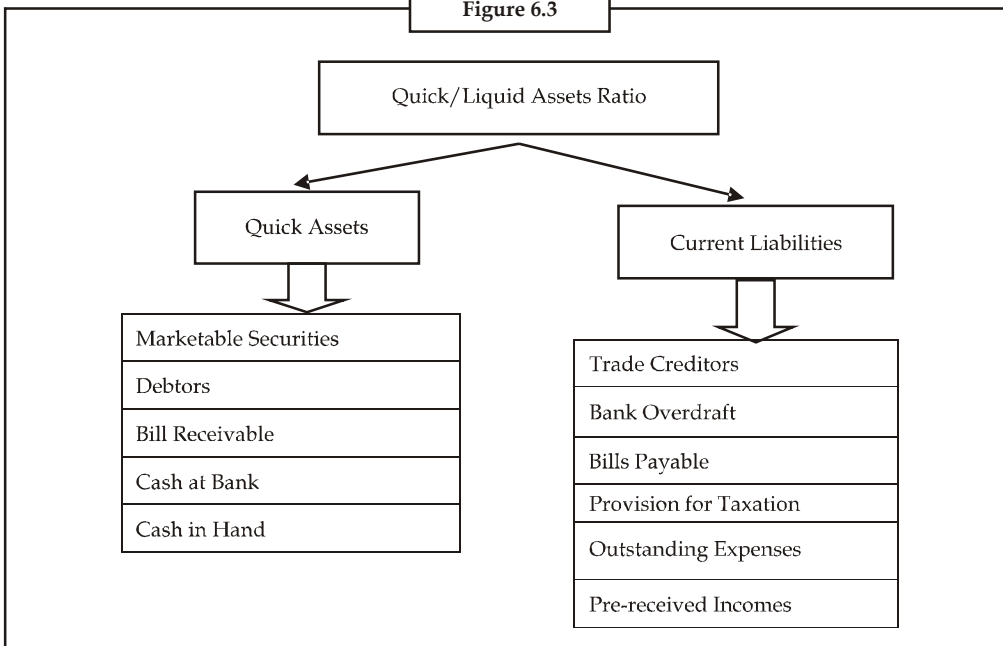 Figure 6.3
Quick/Liquid Assets Ratio
Quick Assets
Current Liabilities
Marketable Securities
Debtors
Bill Receivable
Cash at Bank
Cash in Hand
Trade Creditors
Bank Overdraft
Bills Payable
Provision for Taxation
Outstanding Expenses
Pre-received Incomes